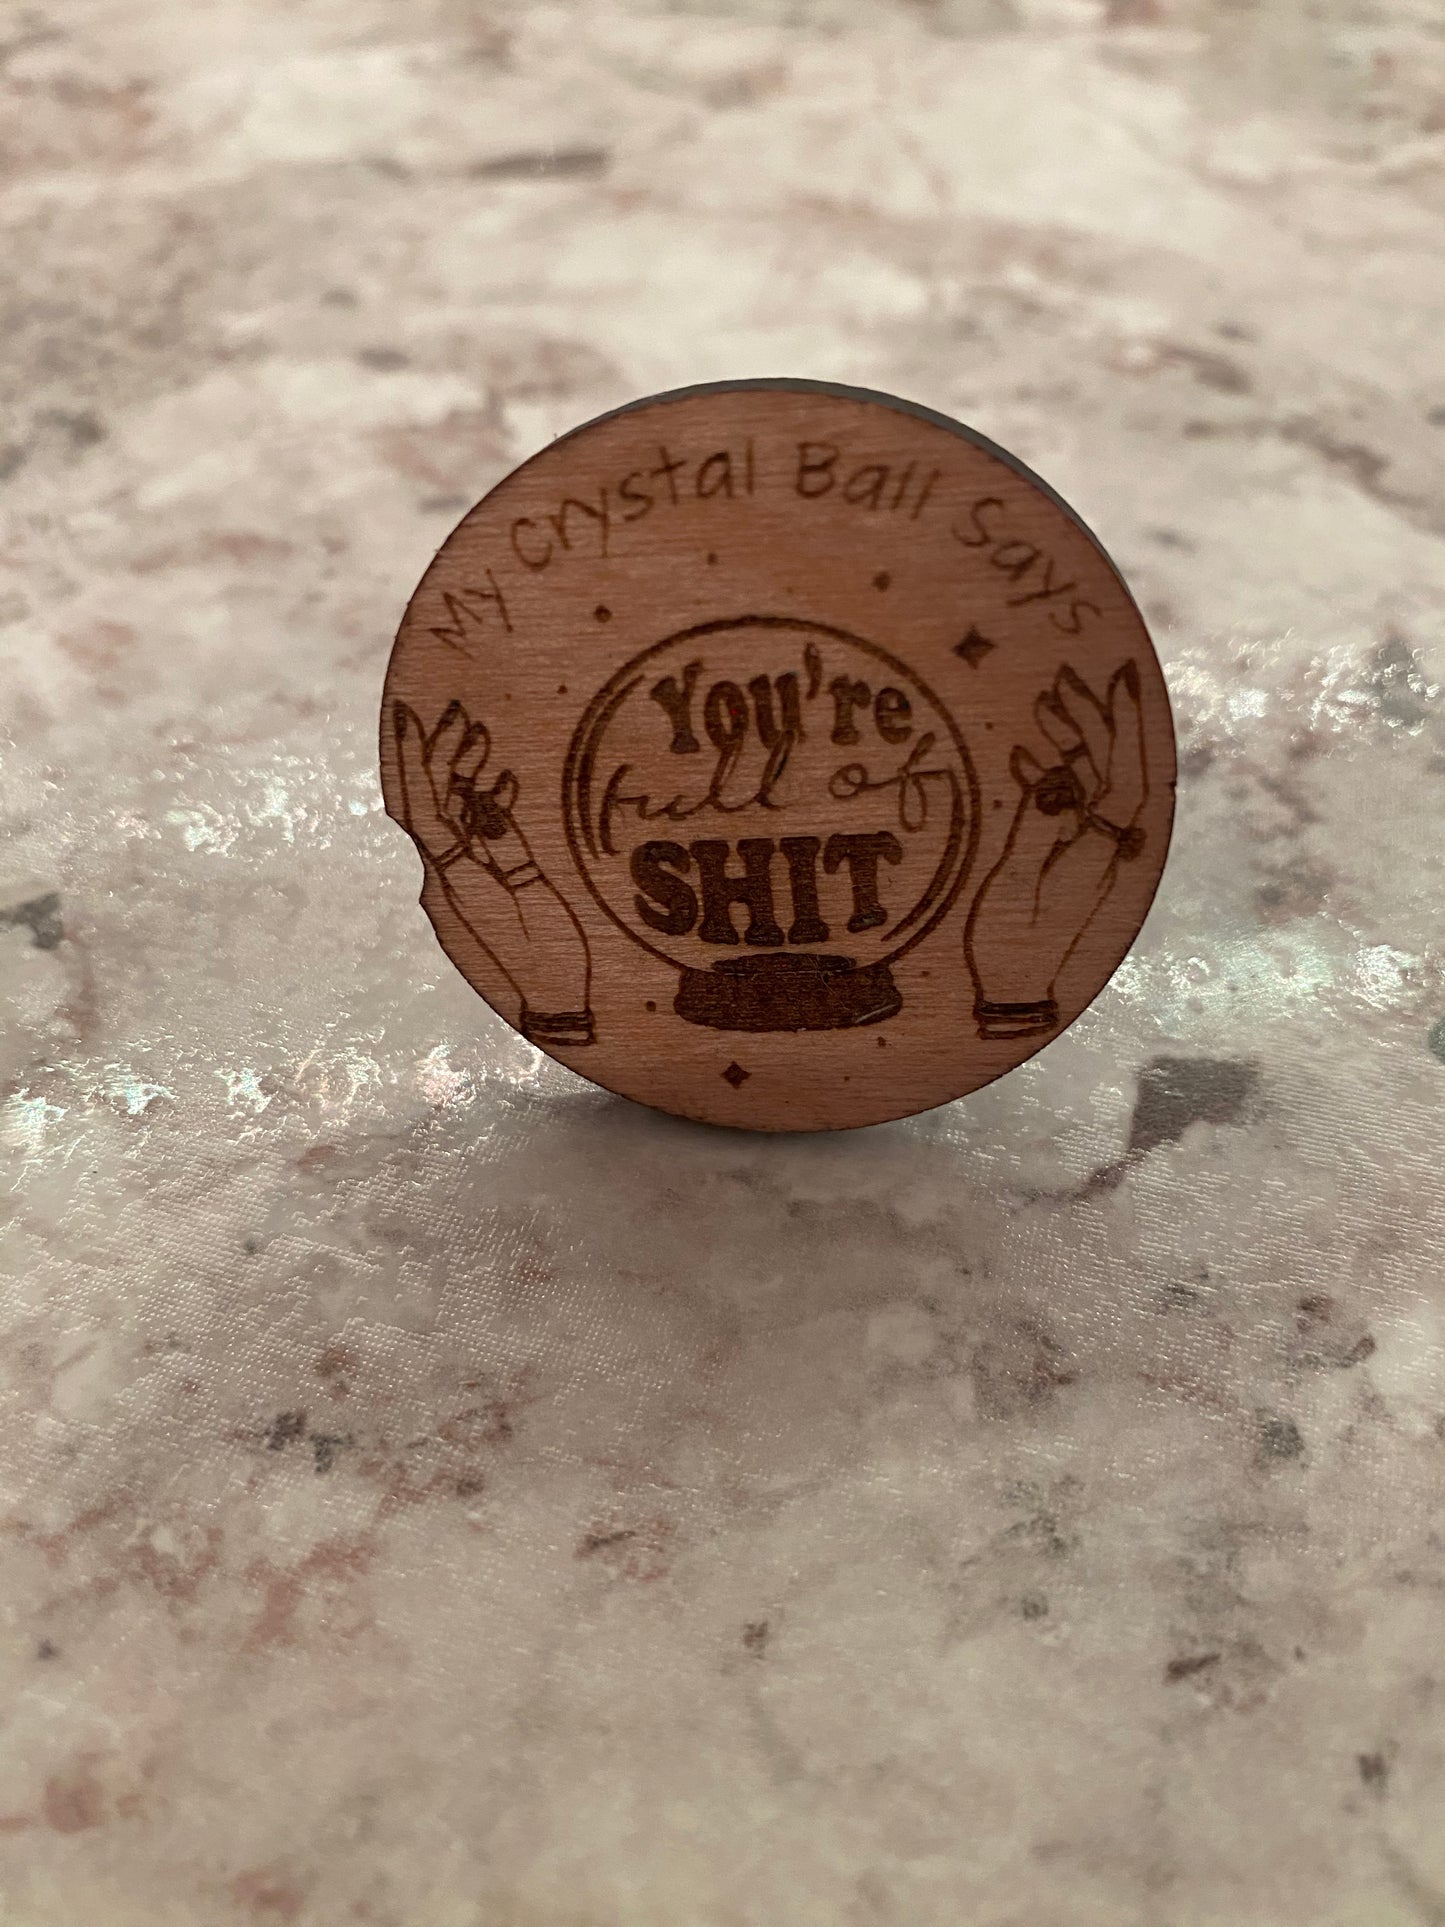 My Crystal Ball Says
You're
full of
SHIT